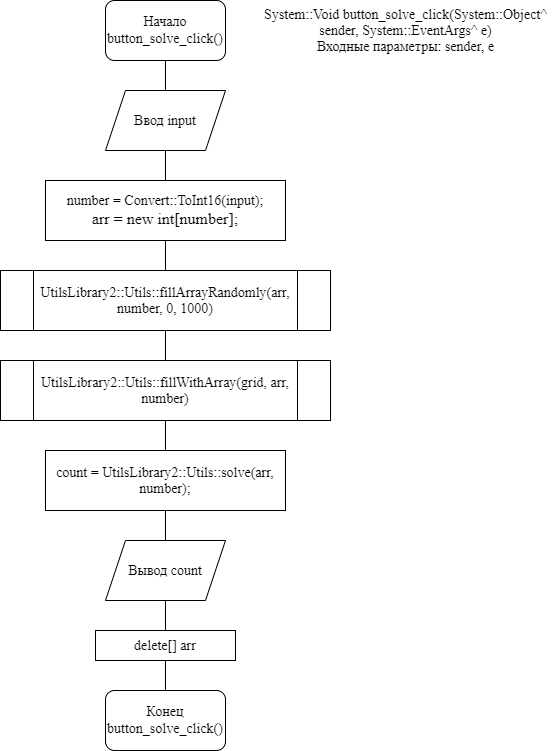 Начало
button_solve_click()
System::Void button_solve_click(System::Object^
sender, System::EventArgs^ e)
Входные параметры: sender, e
Ввод input
number = Convert::ToInt16(input);
arr = new int[number];
UtilsLibrary2::Utils::fillArrayRandomly(arr,
number, 0, 1000)
UtilsLibrary2::Utils::fillWithArray(grid, arr,
number)
count = UtilsLibrary2::Utils::solve(arr,
number);
Вывод count
delete[] arr
Конец
button_solve_click()